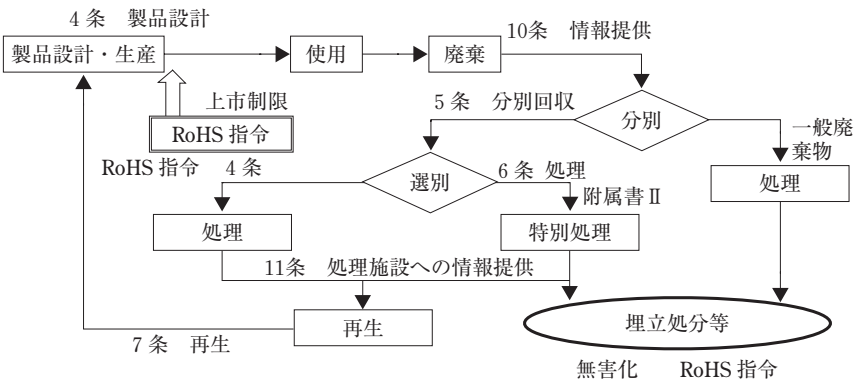 4条 製品設計
製品設計・生産
使用
廃棄
10条 情報提供
上市制限
RoHS指令
RoHS指令 4条
5条 分別回収
分別
一般廃
棄物
選別
6条 処理
処理
附属書Ⅱ
処理
特別処理
11条 処理施設への情報提供
再生
7条 再生
埋立処分等
無害化 RoHS指令